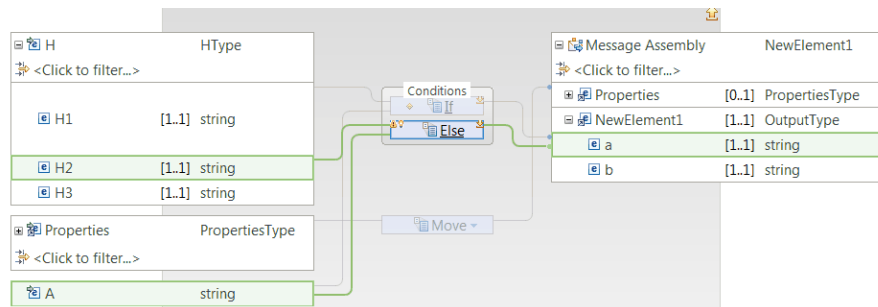 H HType
<Click to filter...>
H1 [1..1] string
H2 [1..1] string
H3 [1..1] string
Properties PropertiesType
<Click to filter...>
A string
Conditions
If
Else
Move
Message Assembly NewElement1
<Click to filter...>
Properties [0..1] PropertiesType
NewElement1 [1..1] OutputType
a [1..1] string
b [1..1] string